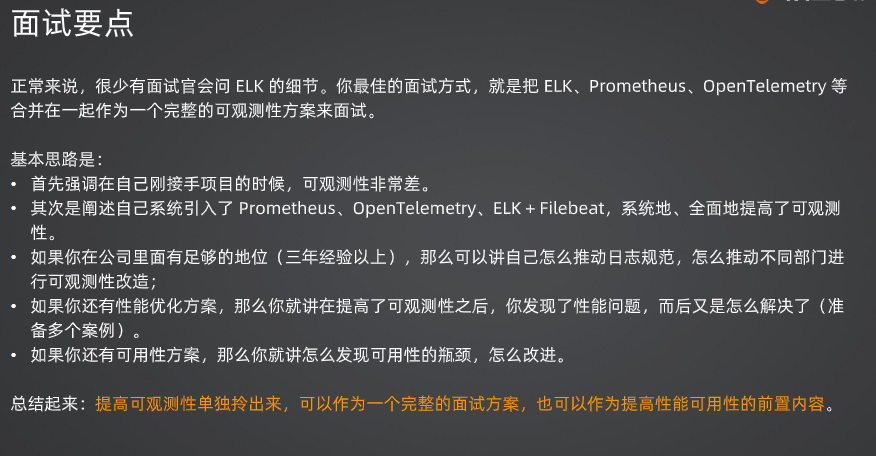 面试要点
正常来说，很少有面试官会问 ELK 的细节。你最佳的面试方式，就是把 ELK、Prometheus、OpenTelemetry 等
合并在一起作为一个完整的可观测性方案来面试。
基本思路是：
• 首先强调在自己刚接手项目的时候，可观测性非常差。
• 其次是阐述自己系统引入了 Prometheus、OpenTelemetry、ELK + Filebeat，系统地、全面地提高了可观测
性。
• 如果你在公司里面有足够的地位（三年经验以上），那么可以讲自己怎么推动日志规范，怎么推动不同部门进
行可观测性改造；
• 如果你还有性能优化方案，那么你就讲在提高了可观测性之后，你发现了性能问题，而后又是怎么解决了（准
备多个案例）。
• 如果你还有可用性方案，那么你就讲怎么发现可用性的瓶颈，怎么改进。
总结起来：提高可观测性单独拎出来，可以作为一个完整的面试方案，也可以作为提高性能可用性的前置内容。